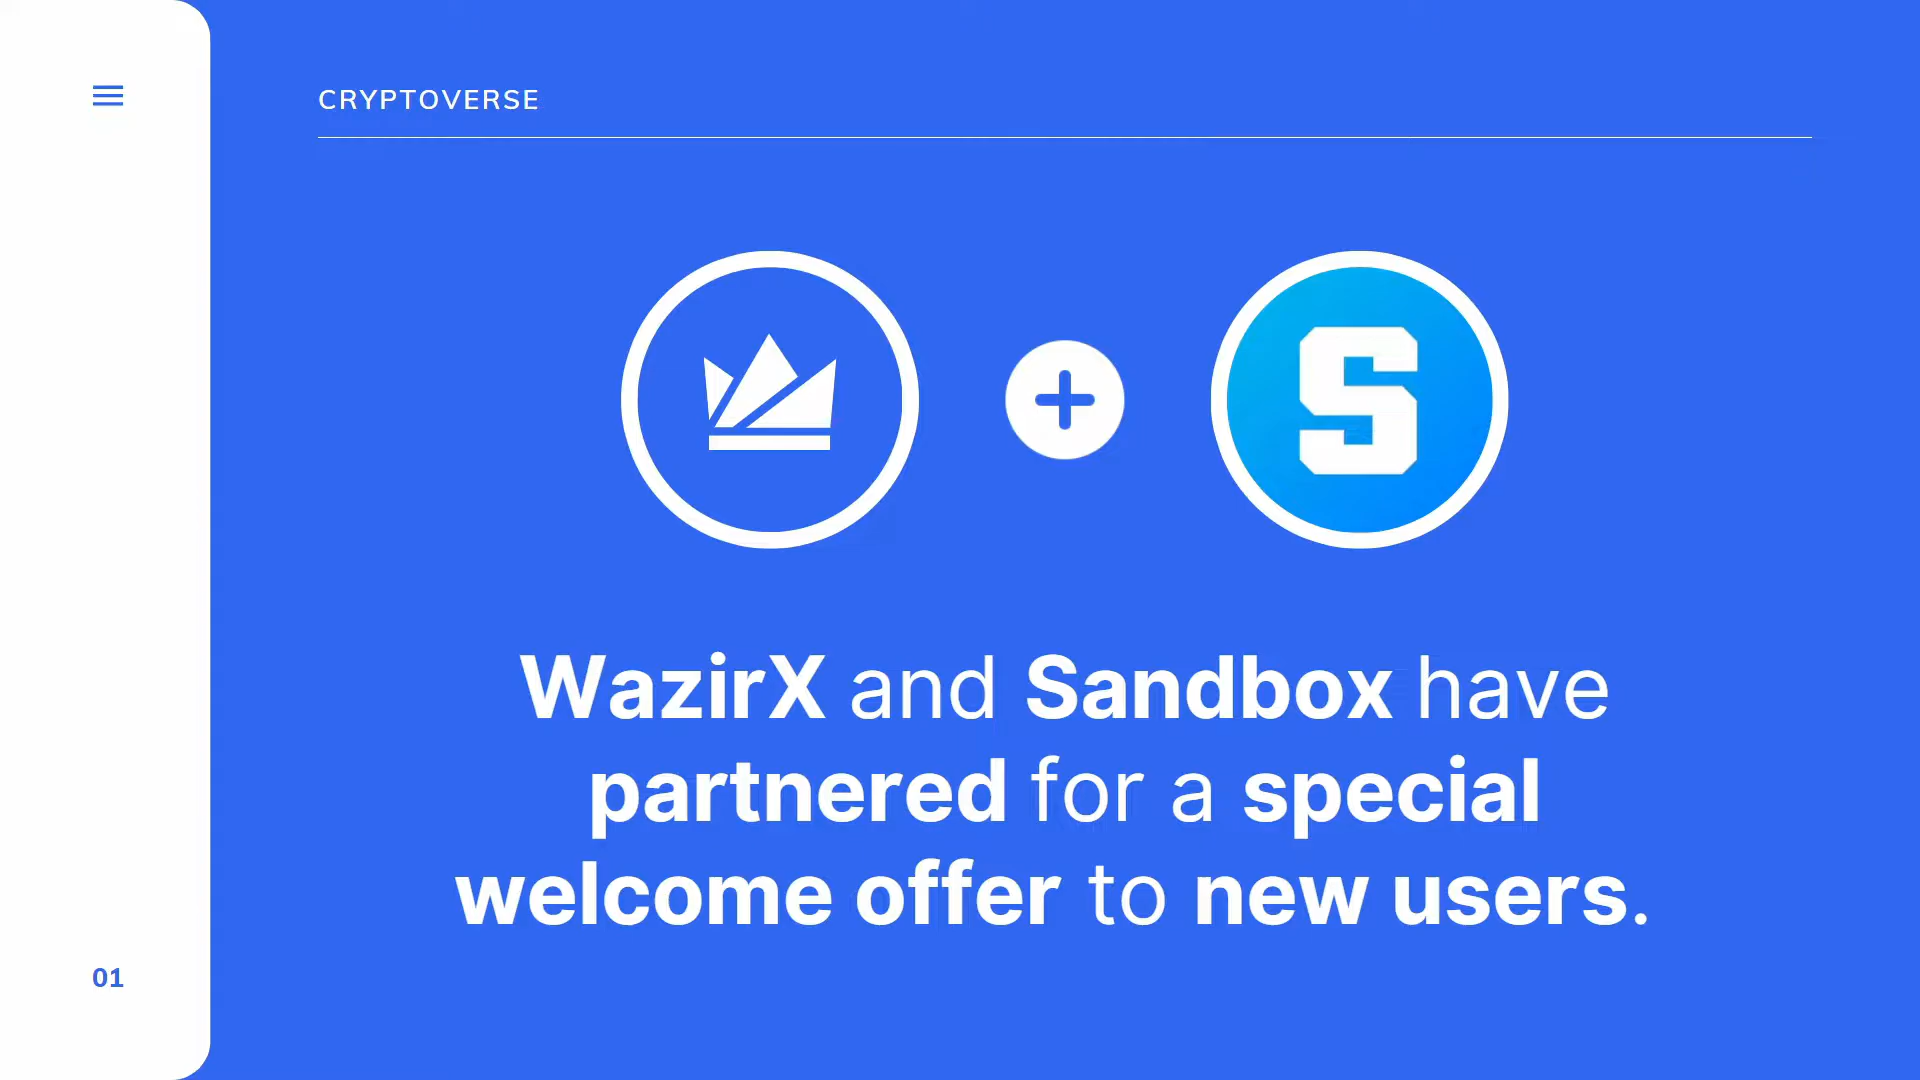 CRYPTOVERSE
S
WazirX and Sandbox have
partnered for a special
welcome offer to new users.
01